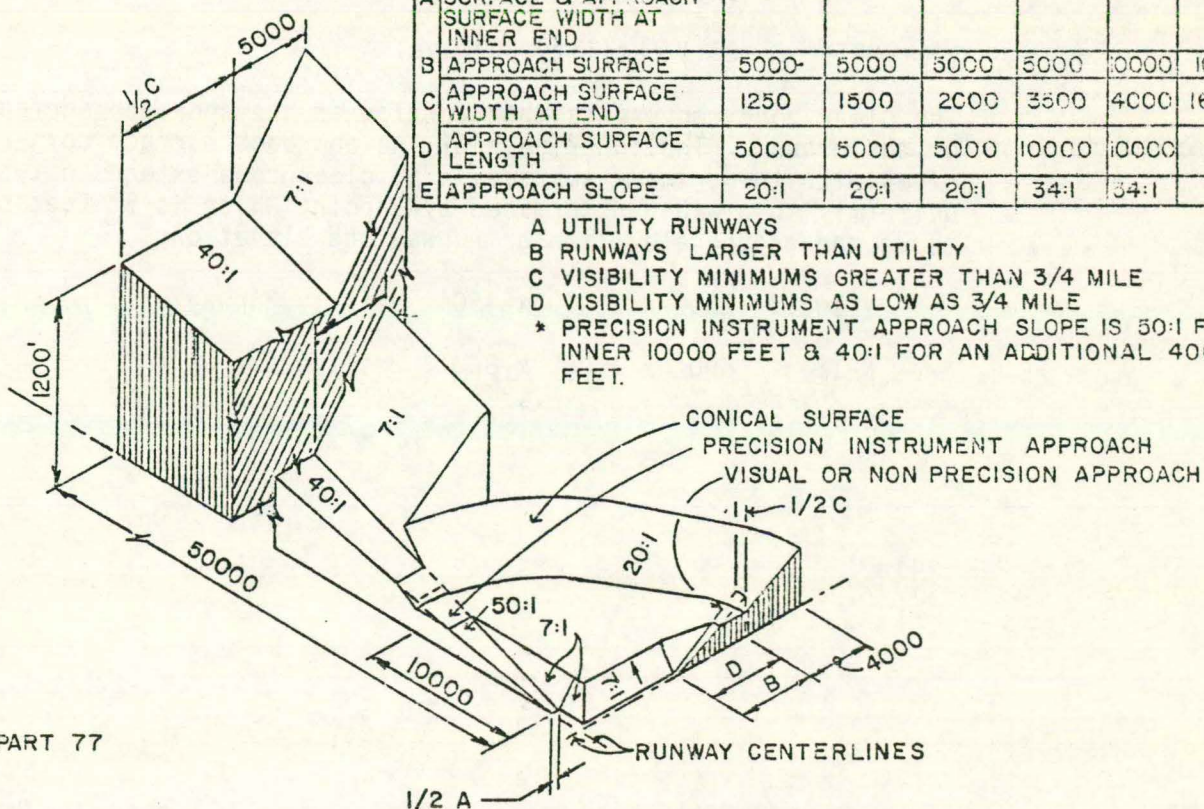 A SURFACE & APPROACH
SURFACE WIDTH AT
INNER END
B APPROACH SURFACE 5000 5000 5000 5000 10000
C APPROACH SURFACE
WIDTH AT END 1250 1500 2000 3500 4000
D APPROACH SURFACE
LENGTH 5000 5000 5000 10000 10000
E APPROACH SLOPE 20:1 20:1 20:1 34:1 34:1
A UTILITY RUNWAYS
B RUNWAYS LARGER THAN UTILITY
C VISIBILITY MINIMUMS GREATER THAN 3/4 MILE
D VISIBILITY MINIMUMS AS LOW AS 3/4 MILE
* PRECISION INSTRUMENT APPROACH SLOPE IS 50:1
INNER 10000 FEET & 40:1 FOR AN ADDITIONAL
FEET.
5000
1/2 C
7:1
40:1
1200'
7:1
CONICAL SURFACE
PRECISION INSTRUMENT APPROACH
VISUAL OR NON PRECISION APPROACH
1/2 C
40:1
20:1
50000
50:1
7:1
7:1
10000
D
B
4000
PART 77
RUNWAY CENTERLINES
1/2 A